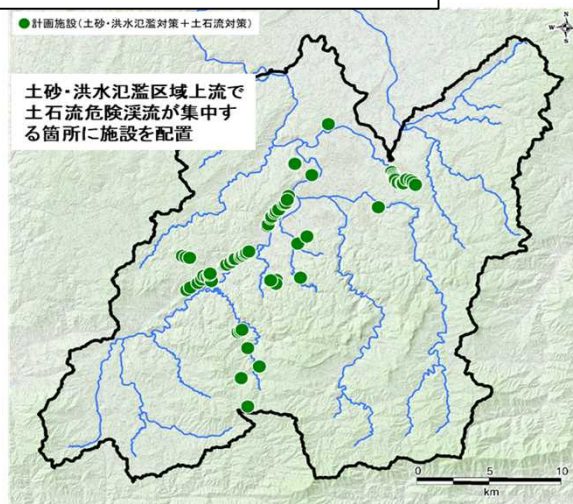 ●計画施設(土砂・洪水氾濫対策+土石流対策)
N
W E
S
土砂・洪水氾濫区域上流で
土石流危険渓流が集中す
る箇所に施設を配置
0 5 10
km